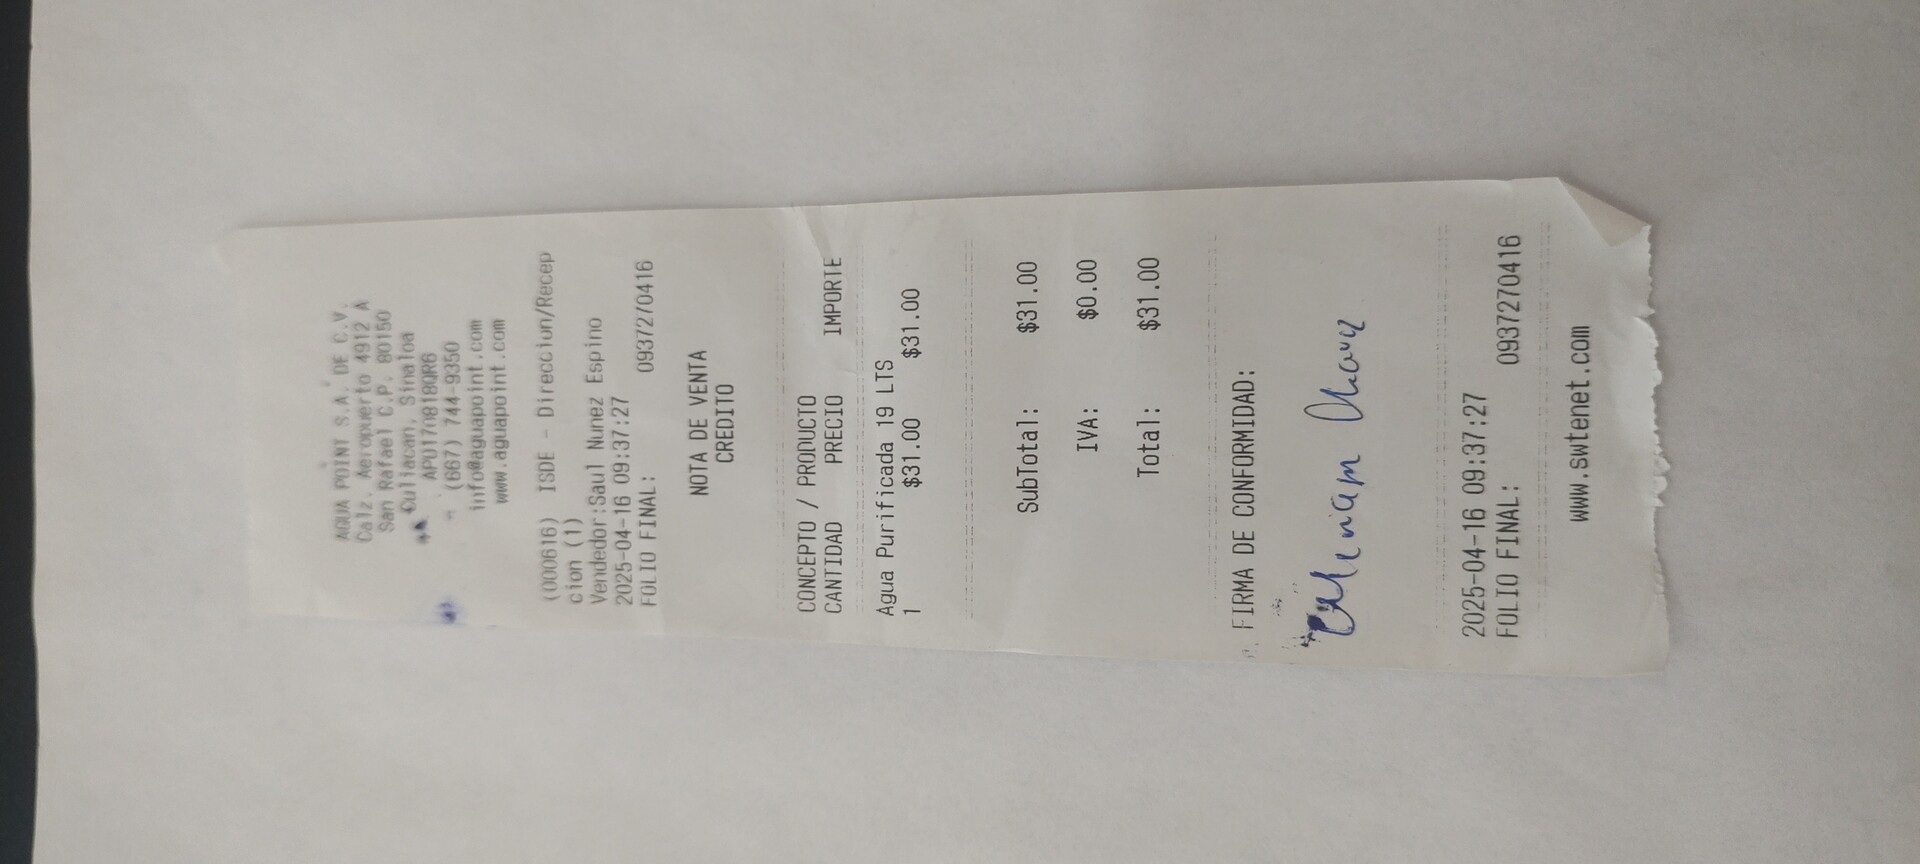 AGUA POINT S.A. DE C.V.
Calz. Aeropuerto 4912 A
San Rafael C.P. 80150
Culiacan, Sinaloa
APO170818QR6
(667) 744-9350
info@aguapoint.com
www.aguapoint.com
(000616) ISDE - Direcciun/Recep
cion (1)
Vendedor:Saul Nunez Espino
2025-04-16 09:37:27
FOLIO FINAL: 0937270416
NOTA DE VENTA
CREDITO
CONCEPTO / PRODUCTO
CANTIDAD PRECIO IMPORTE
Agua Purificada 19 LTS
1 $31.00 $31.00
SubTotal: $31.00
IVA: $0.00
Total: $31.00
FIRMA DE CONFORMIDAD:
2025-04-16 09:37:27
FOLIO FINAL: 0937270416
www.swtenet.com